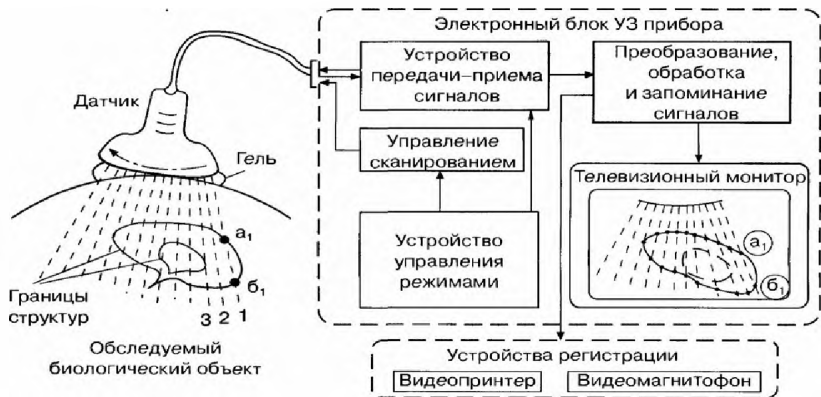 Электронный блок УЗ прибора
Датчик
Гель
Устройство
передачи–приема
сигналов
Преобразование,
обработка
и запоминание
сигналов
Управление
сканированием
Устройство
управления
режимами
Телевизионный монитор
а₁
б₁
а₁
б₁
Границы
структур
3 2 1
Обследуемый
биологический объект
Устройства регистрации
Видеопринтер
Видеомагнитофон